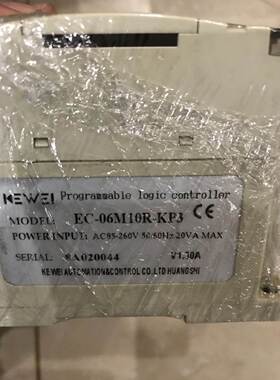 KEWEI Programmable logic controller
MODEL: EC-06M10R-KP3 CE
POWER INPUT: AC85-260V 50/60Hz 20VA MAX
SERIAL: 8A020044 V1.30A
KEWEI AUTOMATION&CONTROL CO.LTD HUANGSHI